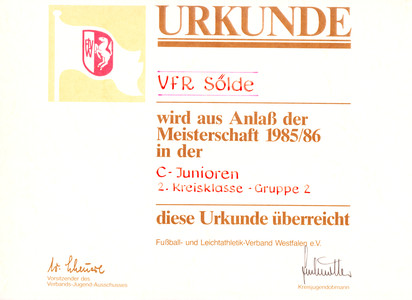 URKUNDE
VfR Sölde
wird aus Anlaß der
Meisterschaft 1985/86
in der
C-Junioren
2. Kreisklasse - Gruppe 2
diese Urkunde überreicht
Fußball- und Leichtathletik-Verband Westfalen e.V.
Vorsitzender des
Verbands-Jugend-Ausschusses
Kreisjugendobmann